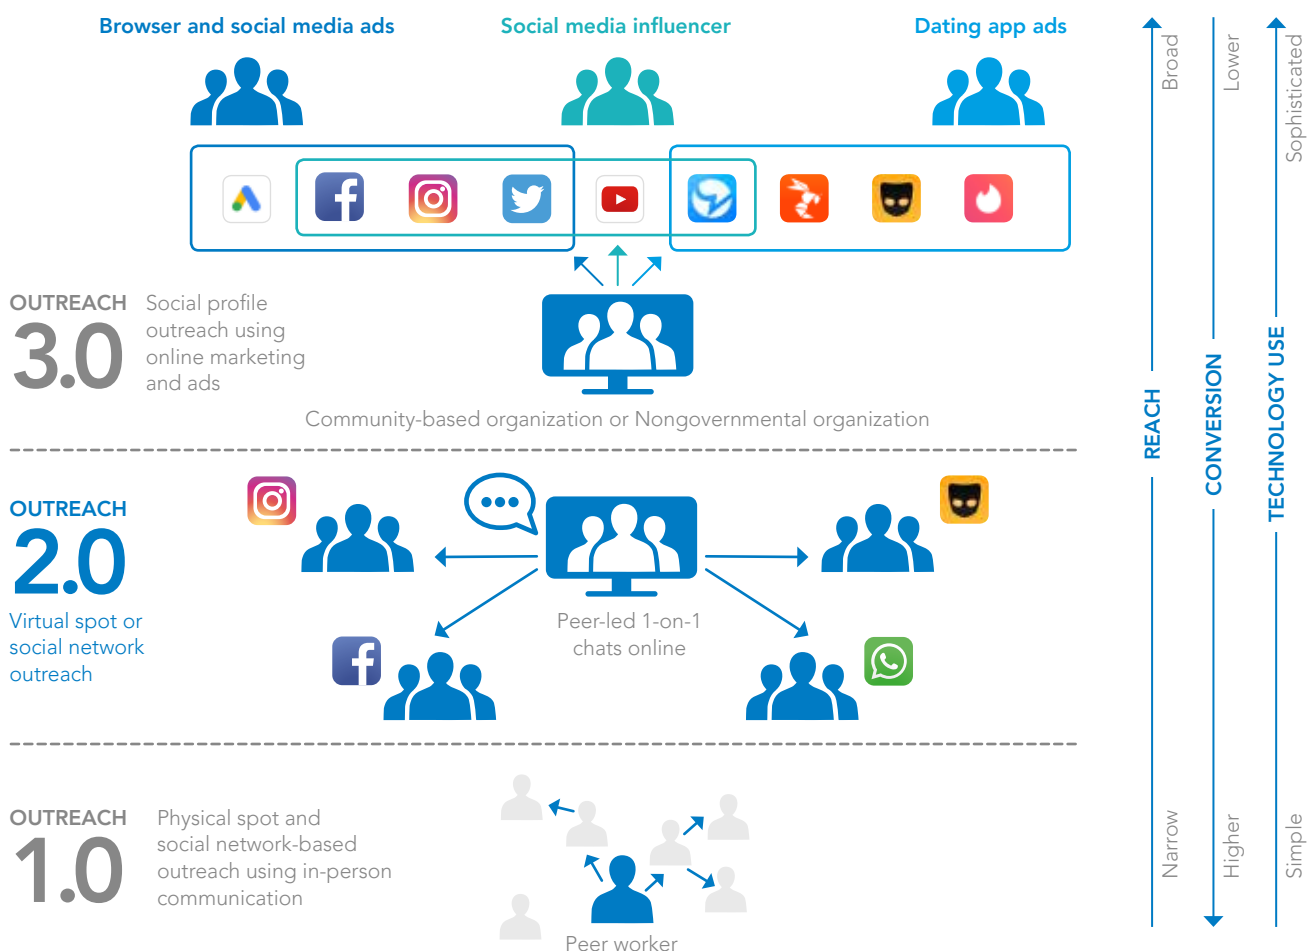 Browser and social media ads
Social media influencer
Dating app ads
OUTREACH
3.0
Social profile
outreach using
online marketing
and ads
Community-based organization or Nongovernmental organization
OUTREACH
2.0
Virtual spot or
social network
outreach
Peer-led 1-on-1
chats online
OUTREACH
1.0
Physical spot and
social network-based
outreach using in-person
communication
Peer worker
Broad
REACH
Narrow
Lower
CONVERSION
Higher
Sophisticated
TECHNOLOGY USE
Simple